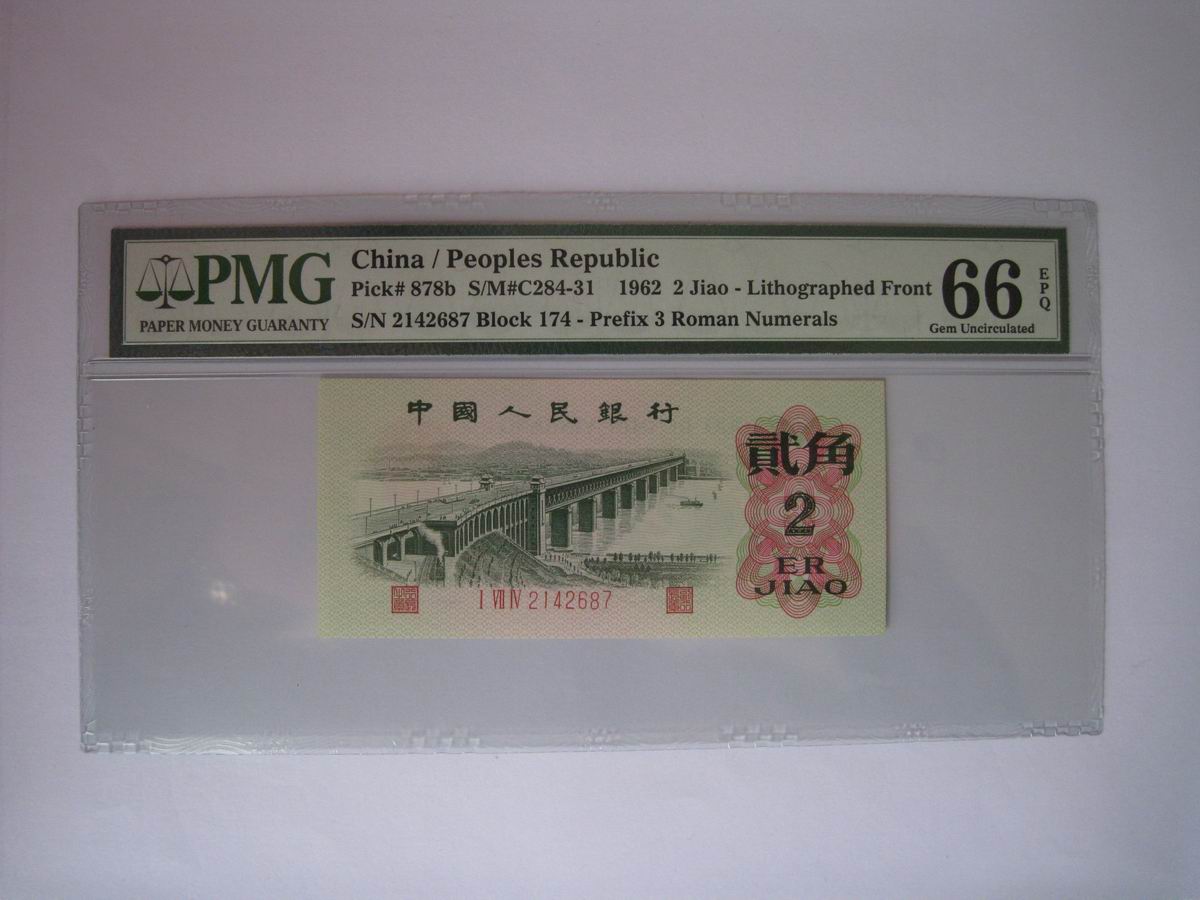 PMG
PAPER MONEY GUARANTY
China / Peoples Republic
Pick# 878b S/M#C284-31 1962 2 Jiao - Lithographed Front
S/N 2142687 Block 174 - Prefix 3 Roman Numerals
66 EPQ
Gem Uncirculated
中國人民銀行
貳角
2
ER
JIAO
I VII IV 2142687